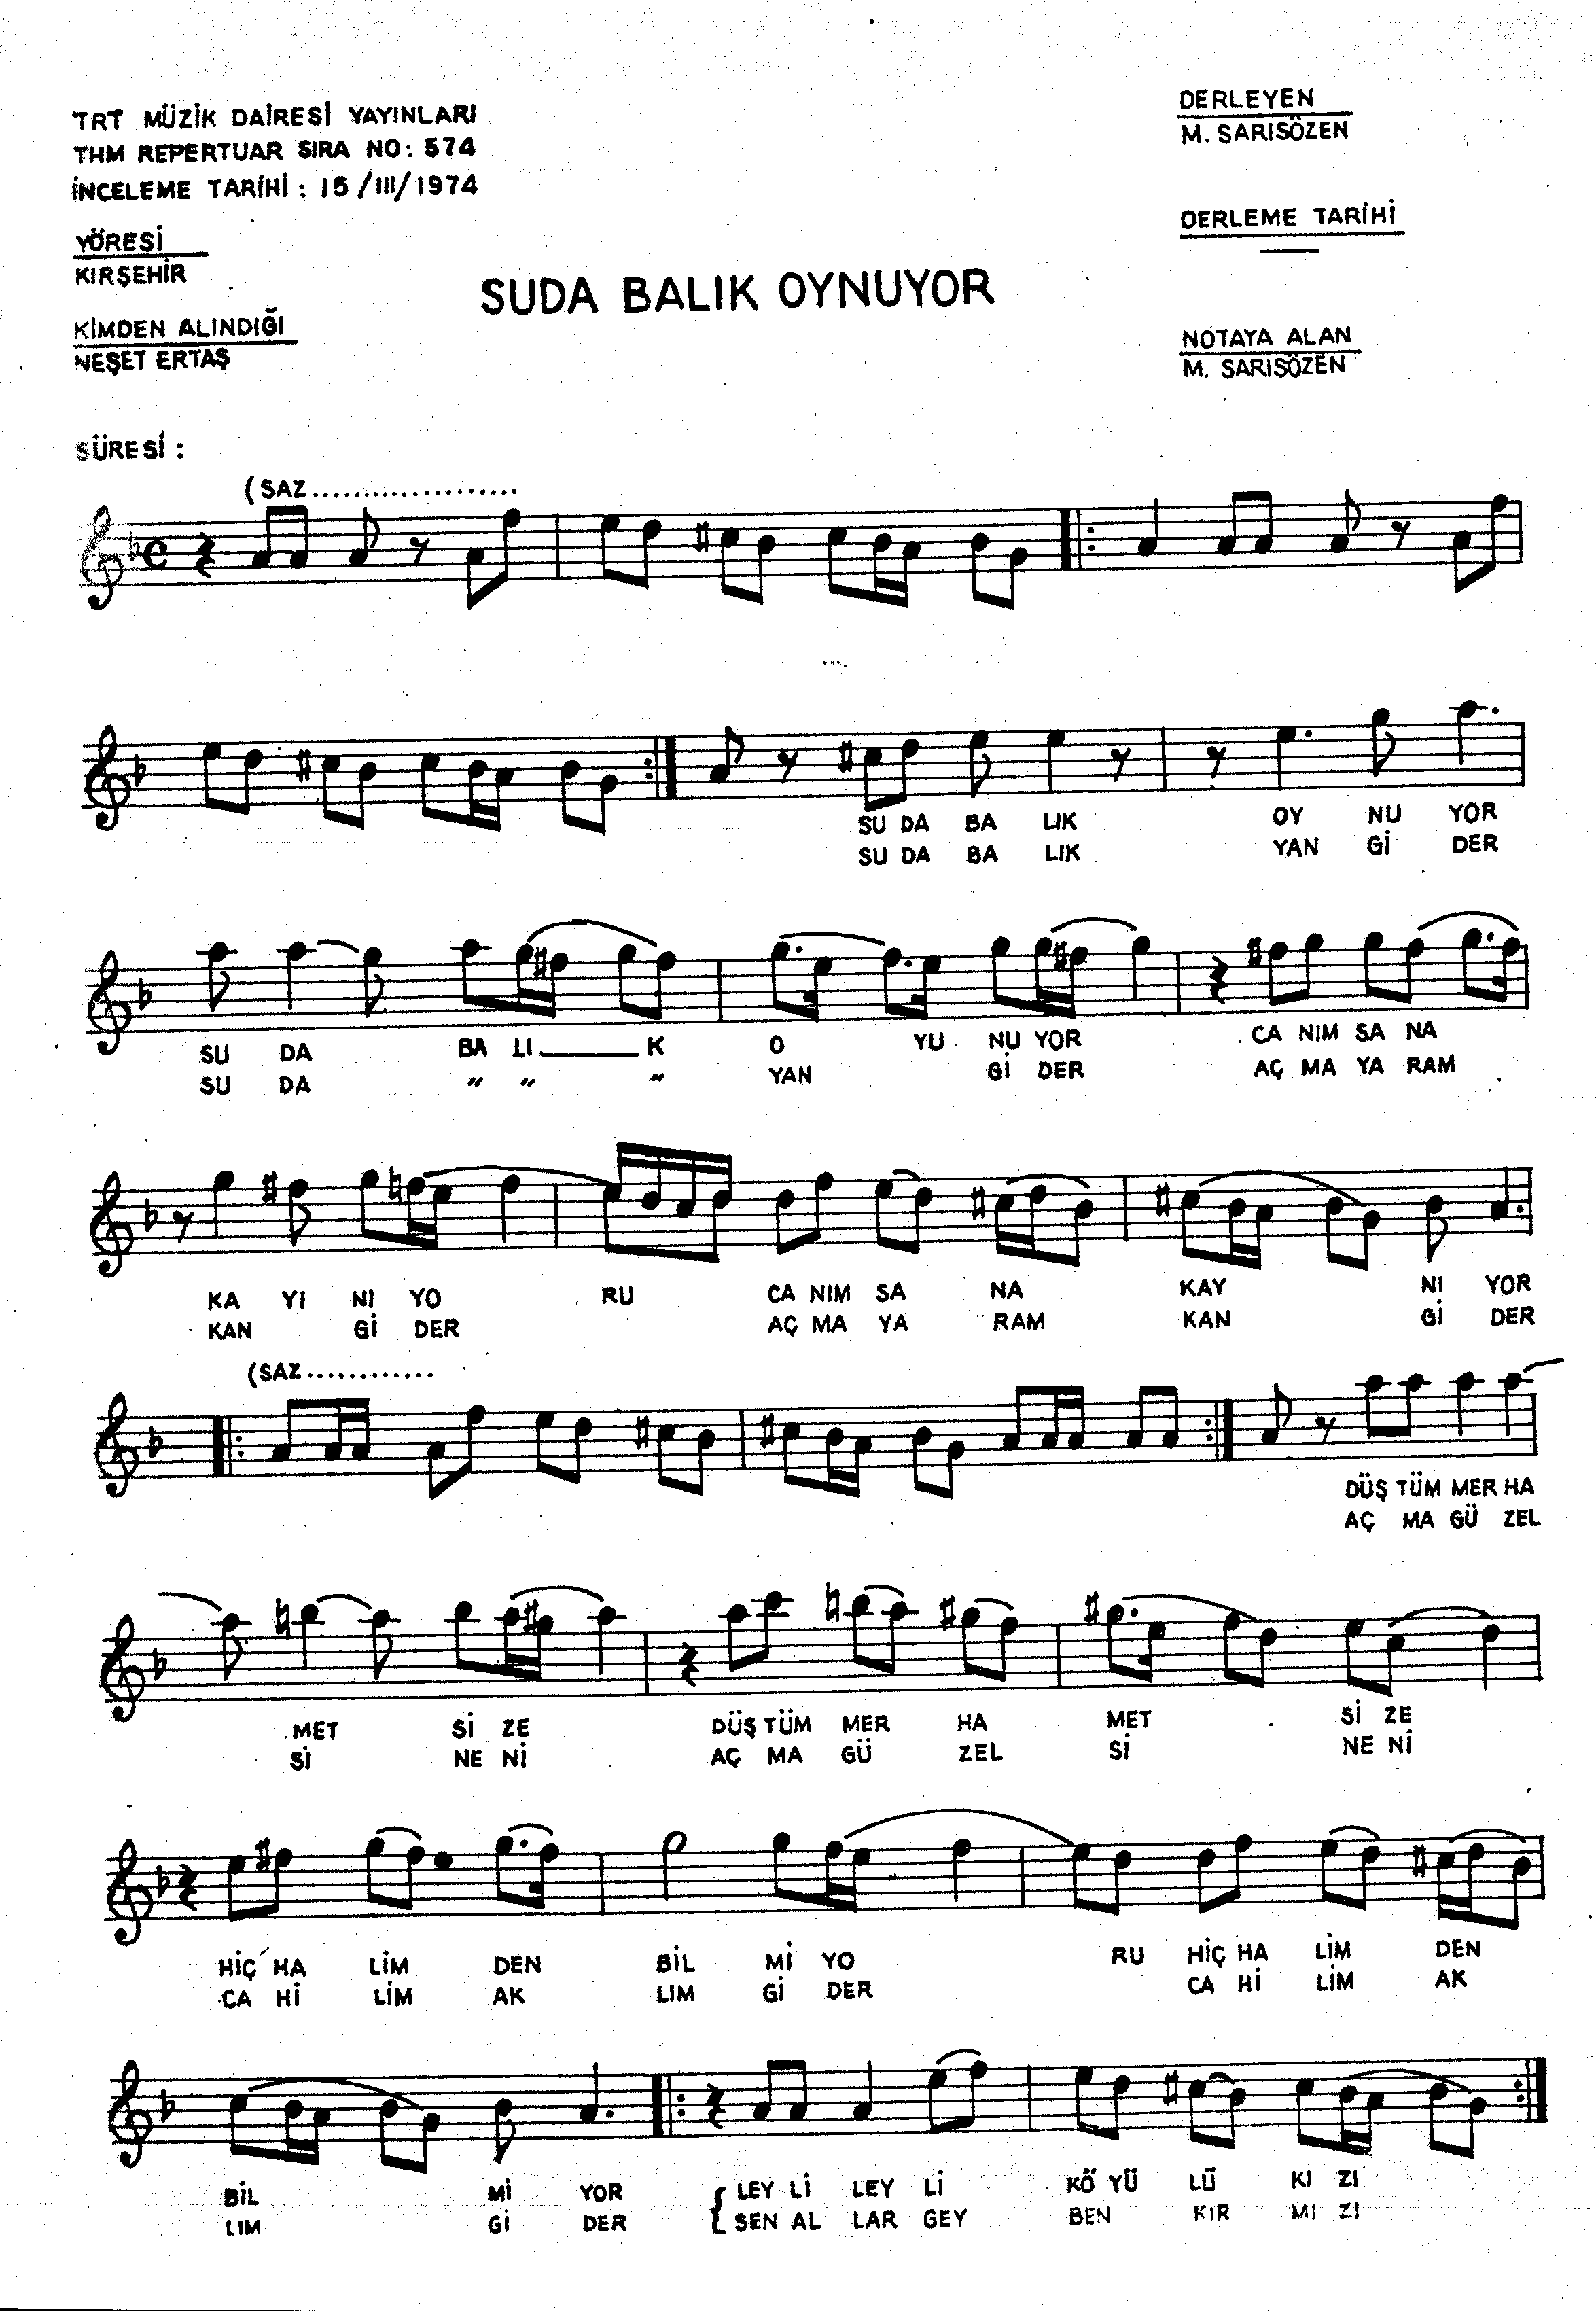 TRT MÜZİK DAİRESİ YAYINLARI
THM REPERTUAR SIRA NO: 574
İNCELEME TARİHİ : 15/III/1974
DERLEYEN
M. SARISÖZEN
YÖRESİ
KIRŞEHİR
DERLEME TARİHİ
SUDA BALIK OYNUYOR
KİMDEN ALINDIĞI
NEŞET ERTAŞ
NOTAYA ALAN
M. SARISÖZEN
SÜRESİ :
(SAZ.....................
SU DA BA LIK OY NU YOR
SU DA BA LIK YAN Gİ DER
SU DA BA LI______K O YU NU YOR CA NIM SA NA
SU DA " " " YAN Gİ DER AÇ MA YA RAM
KA YI NI YO RU CA NIM SA NA KAY NI YOR
KAN Gİ DER AÇ MA YA RAM KAN Gİ DER
(SAZ.............
DÜŞ TÜM MER HA
AÇ MA GÜ ZEL
MET Sİ ZE DÜŞ TÜM MER HA MET Sİ ZE
Sİ NE Nİ AÇ MA GÜ ZEL Sİ NE Nİ
HİÇ HA LİM DEN BİL Mİ YO RU HİÇ HA LİM DEN
CA Hİ LİM AK LIM Gİ DER CA Hİ LİM AK
BİL Mİ YOR { LEY Lİ LEY Lİ KÖ YÜ LÜ KI ZI
LIM Gİ DER SEN AL LAR GEY BEN KIR MI ZI